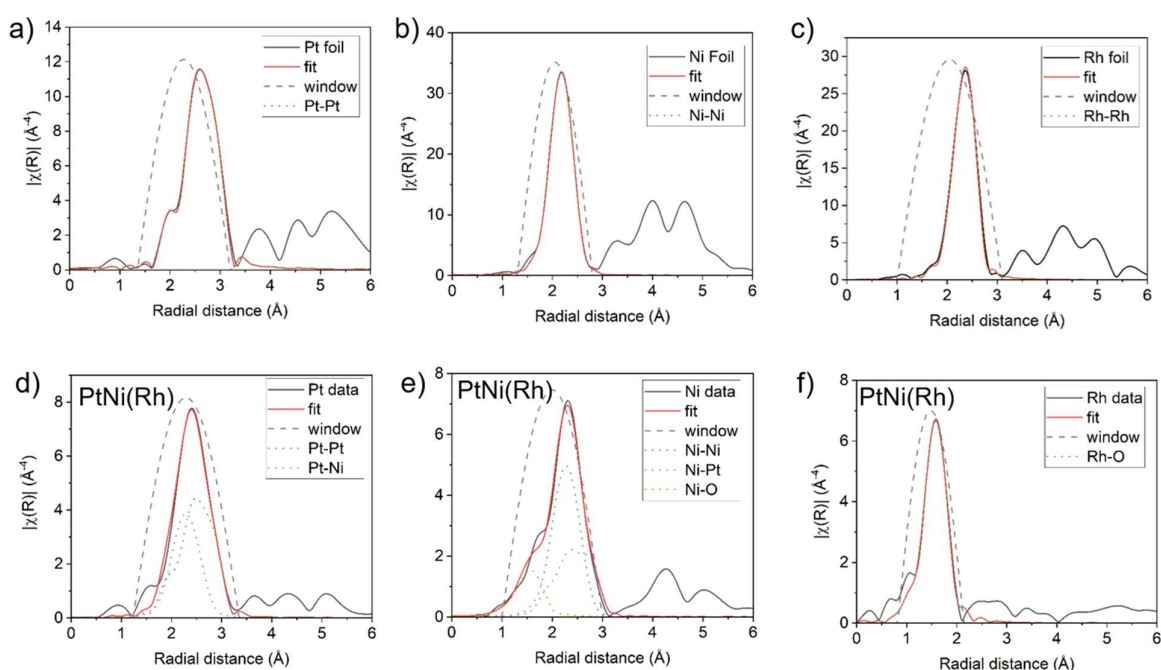 a)
Pt foil
fit
window
Pt-Pt
|χ(R)| (Å⁻⁴)
14
12
10
8
6
4
2
0
0 1 2 3 4 5 6
Radial distance (Å)
b)
Ni Foil
fit
window
Ni-Ni
|χ(R)| (Å⁻⁴)
40
30
20
10
0
0 1 2 3 4 5 6
Radial distance (Å)
c)
Rh foil
fit
window
Rh-Rh
|χ(R)| (Å⁻⁴)
30
25
20
15
10
5
0
0 1 2 3 4 5 6
Radial distance (Å)
d)
PtNi(Rh)
Pt data
fit
window
Pt-Pt
Pt-Ni
|χ(R)| (Å⁻⁴)
8
6
4
2
0
0 1 2 3 4 5 6
Radial distance (Å)
e)
PtNi(Rh)
Ni data
fit
window
Ni-Ni
Ni-Pt
Ni-O
|χ(R)| (Å⁻⁴)
8
6
4
2
0
0 1 2 3 4 5 6
Radial distance (Å)
f)
PtNi(Rh)
Rh data
fit
window
Rh-O
|χ(R)| (Å⁻⁴)
8
6
4
2
0
0 1 2 3 4 5 6
Radial distance (Å)